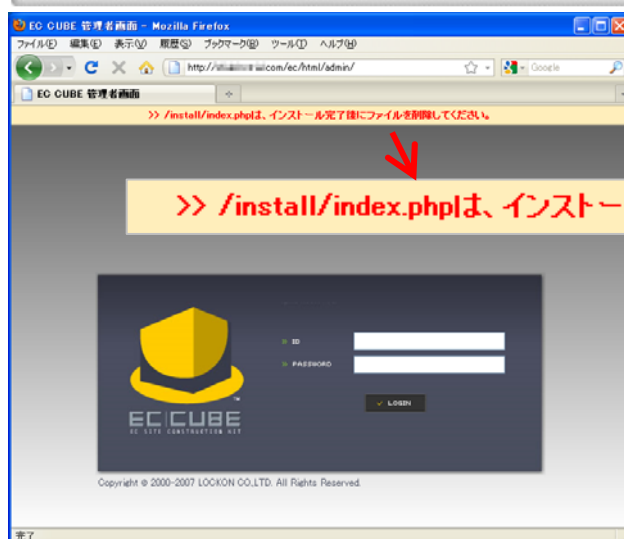 EC CUBE 管理者画面 - Mozilla Firefox
ファイル(F) 編集(E) 表示(V) 履歴(S) ブックマーク(B) ツール(T) ヘルプ(H)
http:// com/ec/html/admin/ Google
EC CUBE 管理者画面
>> /install/index.phpは、インストール完了後にファイルを削除してください。
>> /install/index.phpは、インストー
ID
PASSWORD
LOGIN
EC CUBE
EC SITE CONSTRUCTION KIT
Copyright © 2000-2007 LOCKON CO.,LTD. All Rights Reserved.
完了